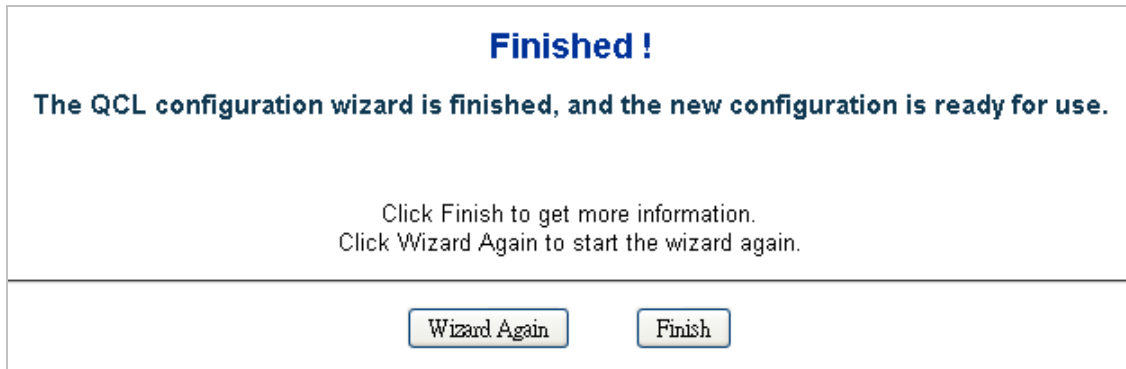 Finished !
The QCL configuration wizard is finished, and the new configuration is ready for use.
Click Finish to get more information.
Click Wizard Again to start the wizard again.
Wizard Again
Finish